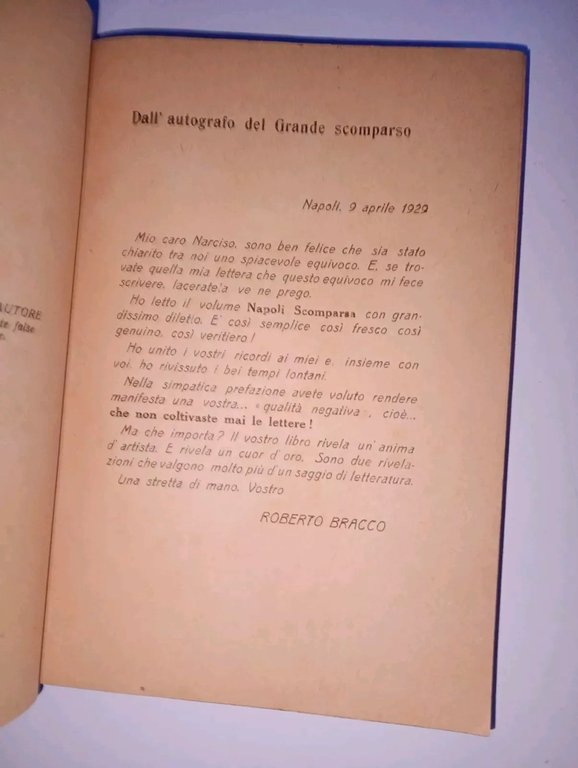 AUTORE
false
Dall' autografo del Grande scomparso
Napoli, 9 aprile 1929
Mio caro Narciso, sono ben felice che sia stato
chiarito tra noi uno spiacevole equivoco. E, se tro-
vate quella mia lettera che questo equivoco mi fece
scrivere, lacerate!a ve ne prego.
Ho letto il volume Napoli Scomparsa con gran-
dissimo diletto. E' così semplice così fresco così
genuino, così veritiero!
Ho unito i vostri ricordi ai miei e, insieme con
voi, ho rivissuto i bei tempi lontani.
Nella simpatica prefazione avete voluto rendere
manifesta una vostra... «qualità negativa», cioè...
che non coltivaste mai le lettere!
Ma che importa? Il vostro libro rivela un'anima
d'artista. E rivela un cuor d'oro. Sono due rivela-
zioni che valgono molto più d'un saggio di letteratura.
Una stretta di mano. Vostro
ROBERTO BRACCO